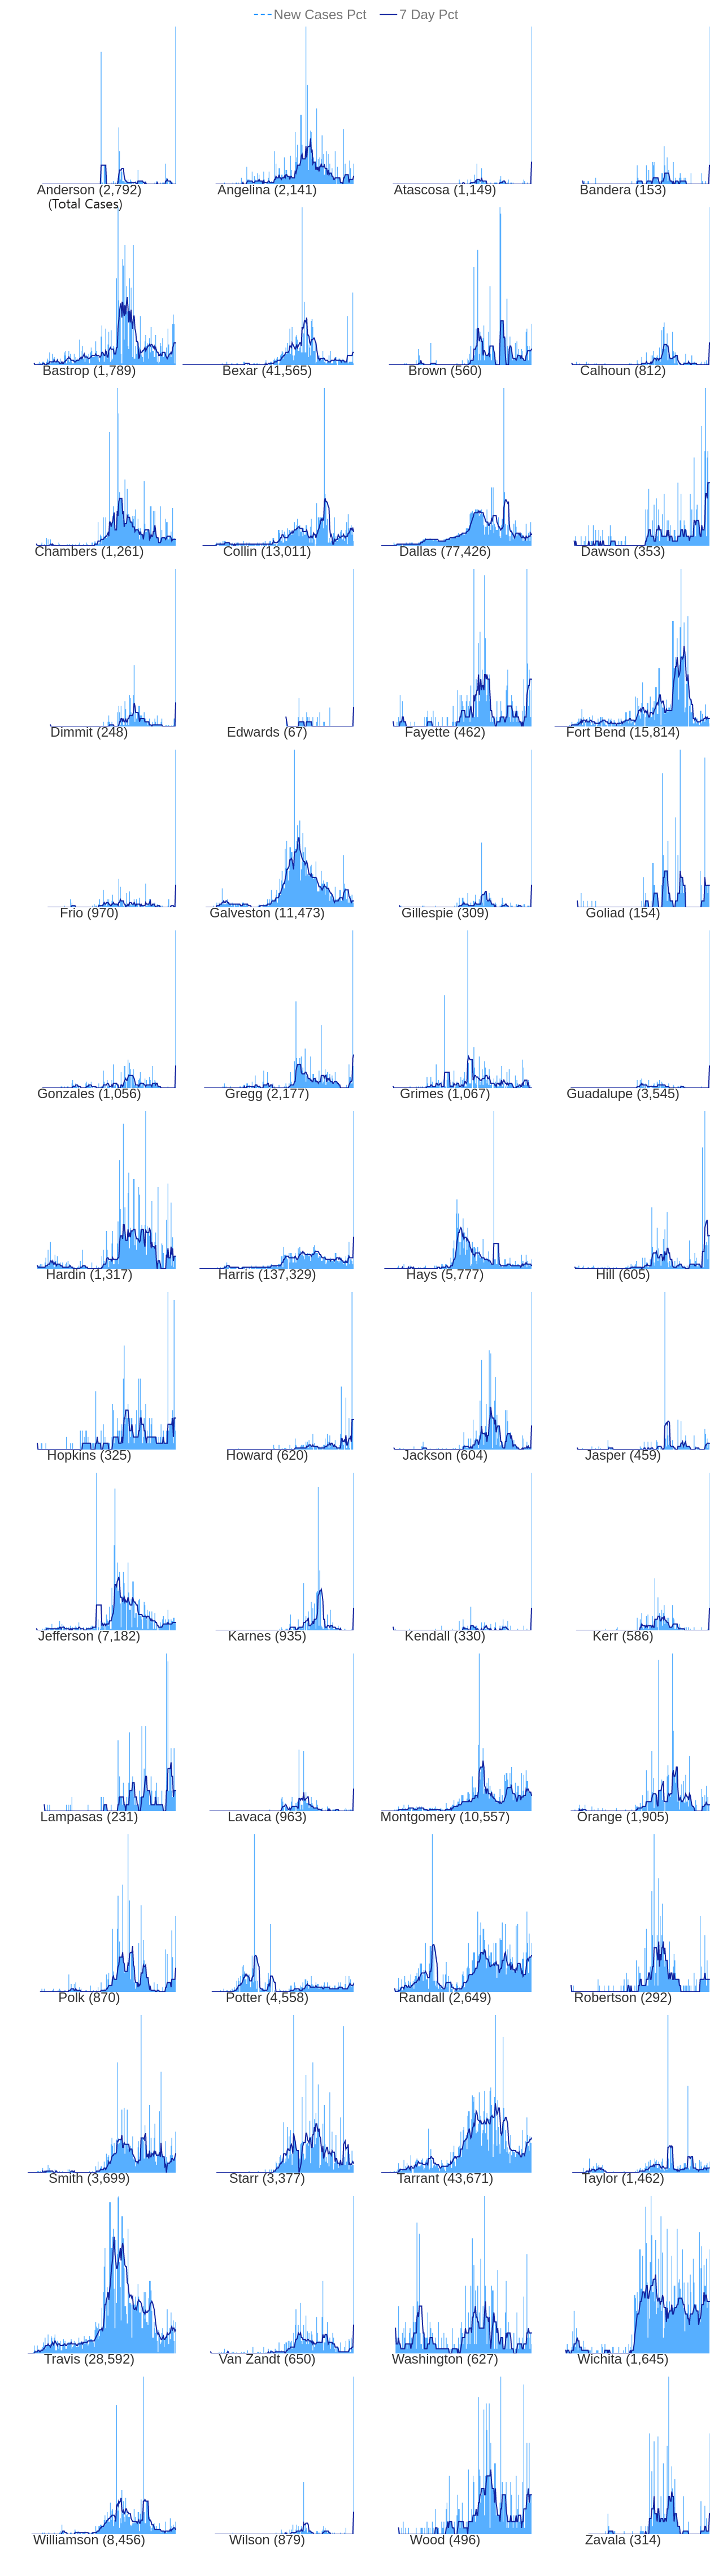 New Cases Pct 7 Day Pct
Anderson (2,792) Angelina (2,141) Atascosa (1,149) Bandera (153)
(Total Cases)
Bastrop (1,789) Bexar (41,565) Brown (560) Calhoun (812)
Chambers (1,261) Collin (13,011) Dallas (77,426) Dawson (353)
Dimmit (248) Edwards (67) Fayette (462) Fort Bend (15,814)
Frio (970) Galveston (11,473) Gillespie (309) Goliad (154)
Gonzales (1,056) Gregg (2,177) Grimes (1,067) Guadalupe (3,545)
Hardin (1,317) Harris (137,329) Hays (5,777) Hill (605)
Hopkins (325) Howard (620) Jackson (604) Jasper (459)
Jefferson (7,182) Karnes (935) Kendall (330) Kerr (586)
Lampasas (231) Lavaca (963) Montgomery (10,557) Orange (1,905)
Polk (870) Potter (4,558) Randall (2,649) Robertson (292)
Smith (3,699) Starr (3,377) Tarrant (43,671) Taylor (1,462)
Travis (28,592) Van Zandt (650) Washington (627) Wichita (1,645)
Williamson (8,456) Wilson (879) Wood (496) Zavala (314)